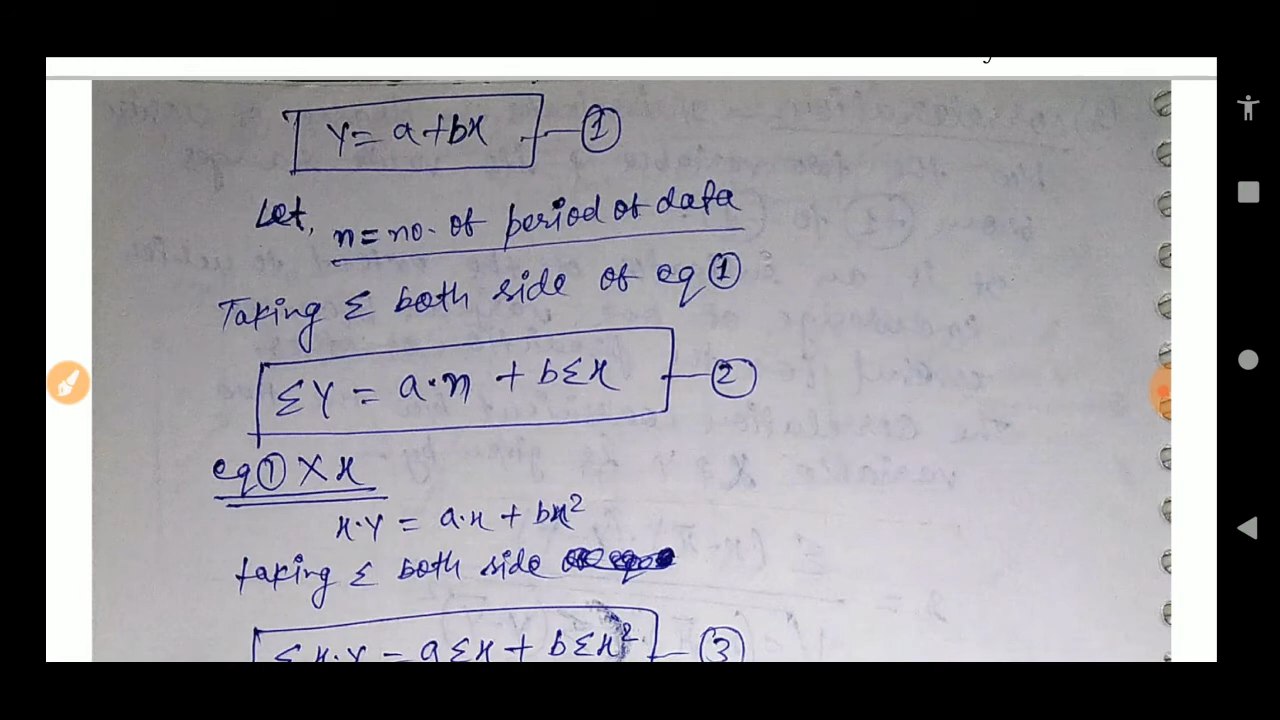 Y = a + bx — ①
Let, n = no. of period of data
Taking Σ both side of eq ①
ΣY = a·n + bΣx — ②
eq ① × x
x·Y = a·x + bx²
taking Σ both side
Σx·Y = aΣx + bΣx² — ③